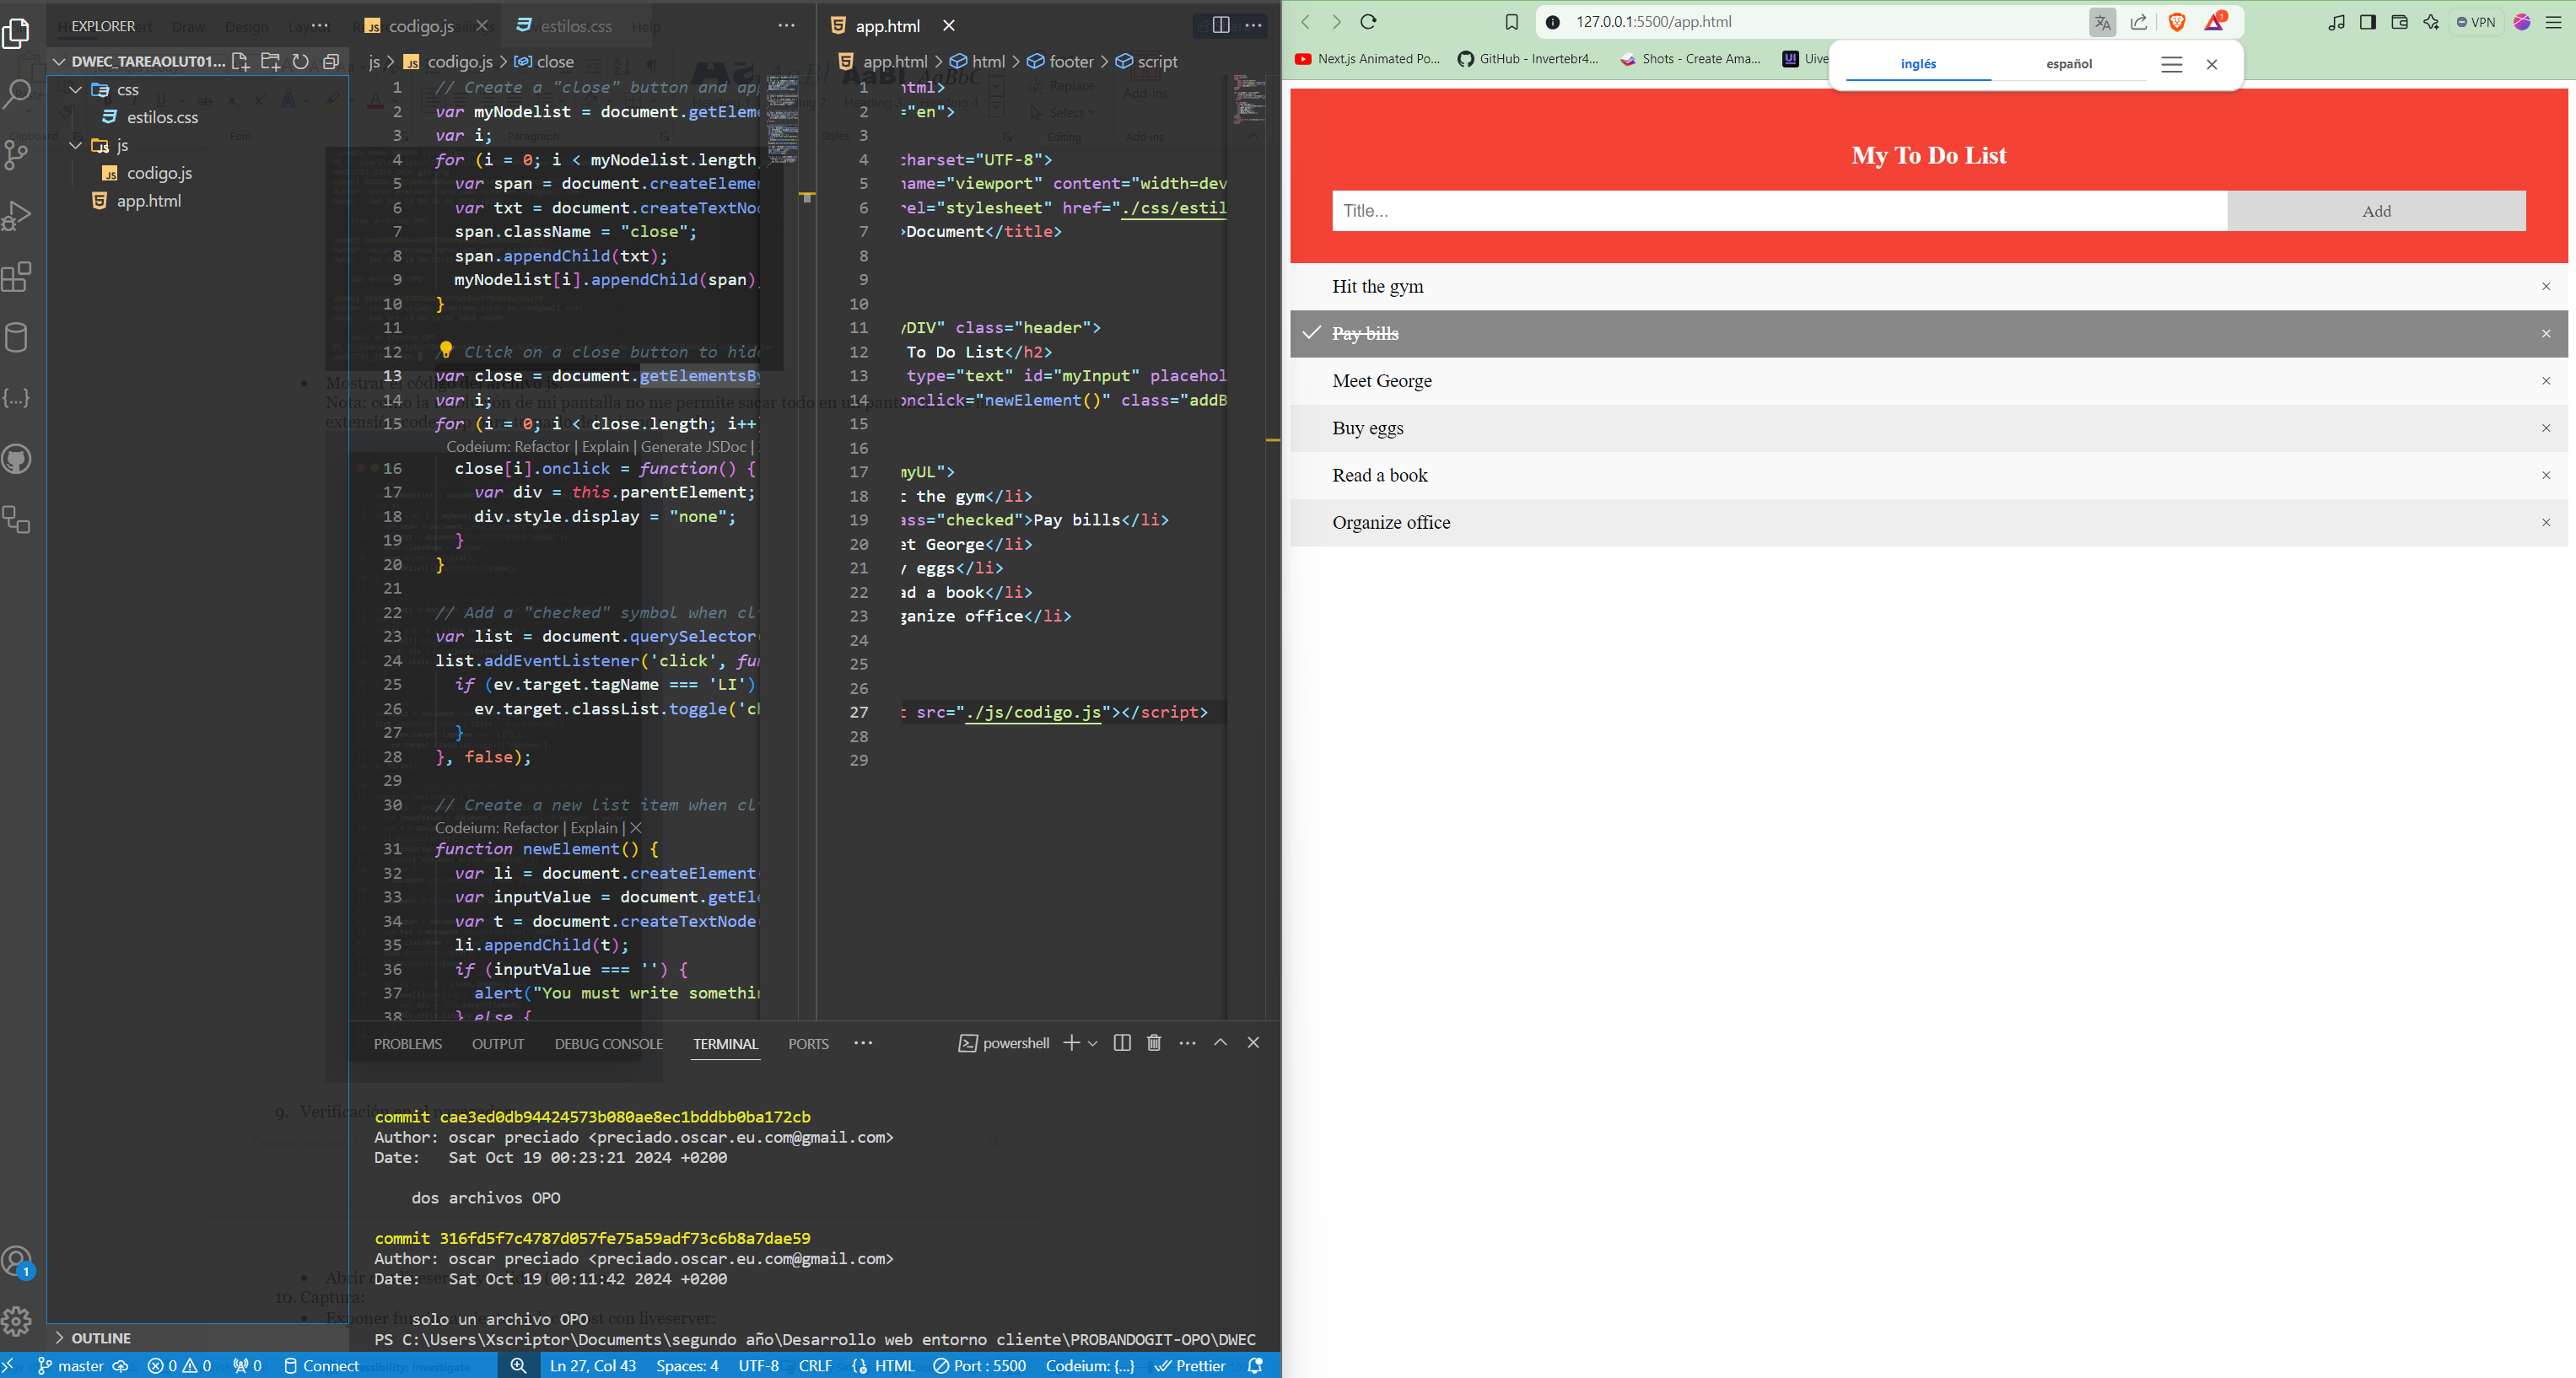 EXPLORER
DWEC_TAREAOLUT01...
css
estilos.css
js
codigo.js
app.html
OUTLINE
codigo.js
estilos.css
js > codigo.js > close
1 // Create a "close" button and ap
2 var myNodelist = document.getElem
3 var i;
4 for (i = 0; i < myNodelist.length
5 var span = document.createElemen
6 var txt = document.createTextNod
7 span.className = "close";
8 span.appendChild(txt);
9 myNodelist[i].appendChild(span)
10 }
11
12 Click on a close button to hide
13 var close = document.getElementsBy
14 var i;
15 for (i = 0; i < close.length; i++
Codeium: Refactor | Explain | Generate JSDoc |
16 close[i].onclick = function() {
17 var div = this.parentElement;
18 div.style.display = "none";
19 }
20 }
21
22 // Add a "checked" symbol when cli
23 var list = document.querySelector(
24 list.addEventListener('click', fun
25 if (ev.target.tagName === 'LI')
26 ev.target.classList.toggle('ch
27 }
28 }, false);
29
30 // Create a new list item when cli
Codeium: Refactor | Explain | ×
31 function newElement() {
32 var li = document.createElement(
33 var inputValue = document.getEle
34 var t = document.createTextNode(
35 li.appendChild(t);
36 if (inputValue === '') {
37 alert("You must write somethin
38 } else {
app.html
app.html > html > footer > script
1 html>
2 ="en">
3
4 charset="UTF-8">
5 name="viewport" content="width=dev
6 rel="stylesheet" href="./css/estil
7 >Document</title>
8
9
10
11 yDIV" class="header">
12 To Do List</h2>
13 type="text" id="myInput" placehol
14 onclick="newElement()" class="addB
15
16
17 myUL">
18 t the gym</li>
19 ass="checked">Pay bills</li>
20 et George</li>
21 y eggs</li>
22 ad a book</li>
23 ganize office</li>
24
25
26
27 t src="./js/codigo.js"></script>
28
29
PROBLEMS OUTPUT DEBUG CONSOLE TERMINAL PORTS ··· powershell
commit cae3ed0db94424573b080ae8ec1bddbb0ba172cb
Author: oscar preciado <preciado.oscar.eu.com@gmail.com>
Date: Sat Oct 19 00:23:21 2024 +0200
dos archivos OPO
commit 316fd5f7c4787d057fe75a59adf73c6b8a7dae59
Author: oscar preciado <preciado.oscar.eu.com@gmail.com>
Date: Sat Oct 19 00:11:42 2024 +0200
solo un archivo OPO
PS C:\Users\Xscriptor\Documents\segundo año\Desarrollo web entorno cliente\PROBANDOGIT-OPO\DWEC
1
master 0 0 0 Connect Ln 27, Col 43 Spaces: 4 UTF-8 CRLF HTML Port : 5500 Codeium: {...} Prettier
127.0.0.1:5500/app.html
1
VPN
Next.js Animated Po... GitHub - Invertebr4... Shots - Create Ama... UI Uive
inglés español
My To Do List
Title... Add
Hit the gym ×
Pay bills ×
Meet George ×
Buy eggs ×
Read a book ×
Organize office ×